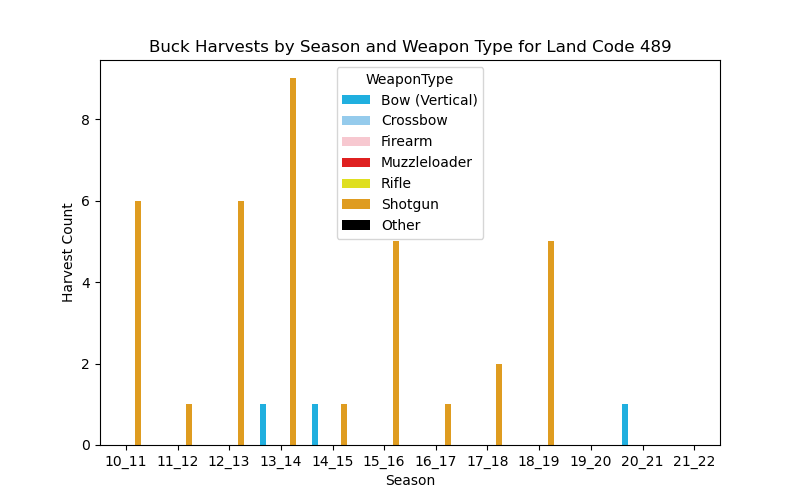 Buck Harvests by Season and Weapon Type for Land Code 489
WeaponType
Bow (Vertical)
Crossbow
Firearm
Muzzleloader
Rifle
Shotgun
Other
Harvest Count
8
6
4
2
0
10_11 11_12 12_13 13_14 14_15 15_16 16_17 17_18 18_19 19_20 20_21 21_22
Season